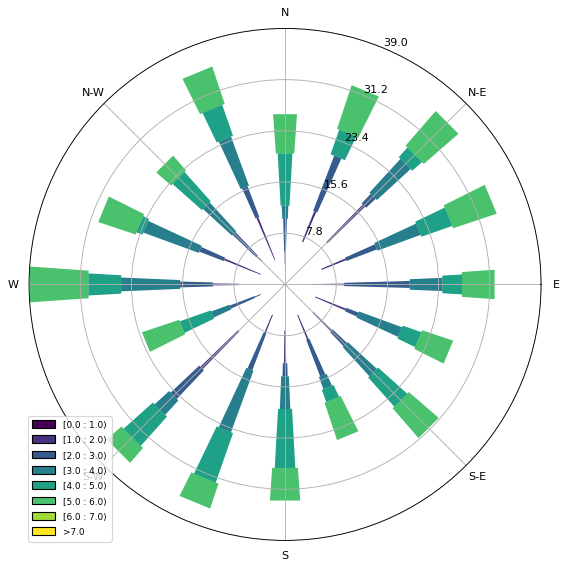 N
39.0
N-W
31.2
N-E
23.4
15.6
7.8
W
E
[0.0 : 1.0)
[1.0 : 2.0)
[2.0 : 3.0)
[3.0 : 4.0)
[4.0 : 5.0)
[5.0 : 6.0)
[6.0 : 7.0)
>7.0
S-W
S-E
S